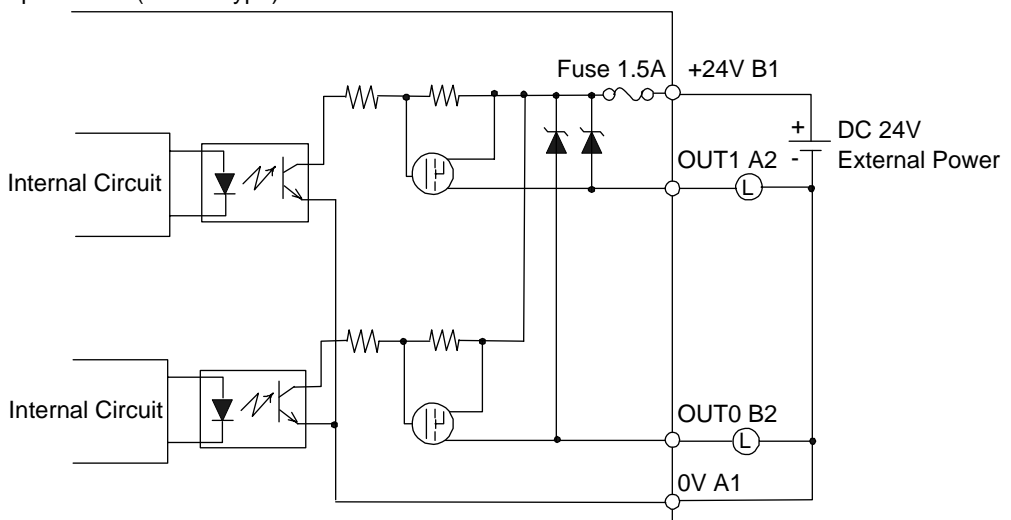 Fuse 1.5A
+24V B1
+
DC 24V
-
External Power
OUT1 A2
L
Internal Circuit
Internal Circuit
OUT0 B2
L
0V A1